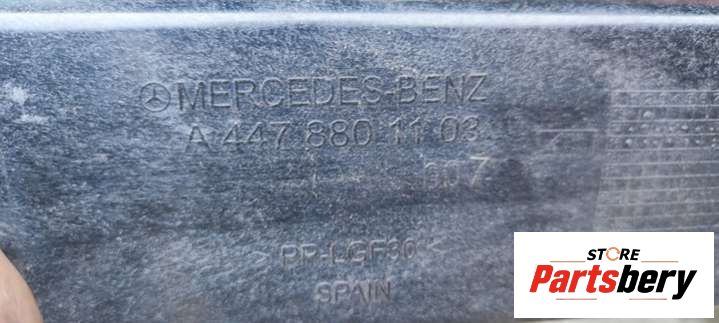 MERCEDES-BENZ
A 447 880 11 03
> PP-LGF30 <
SPAIN
STORE
Partsbery